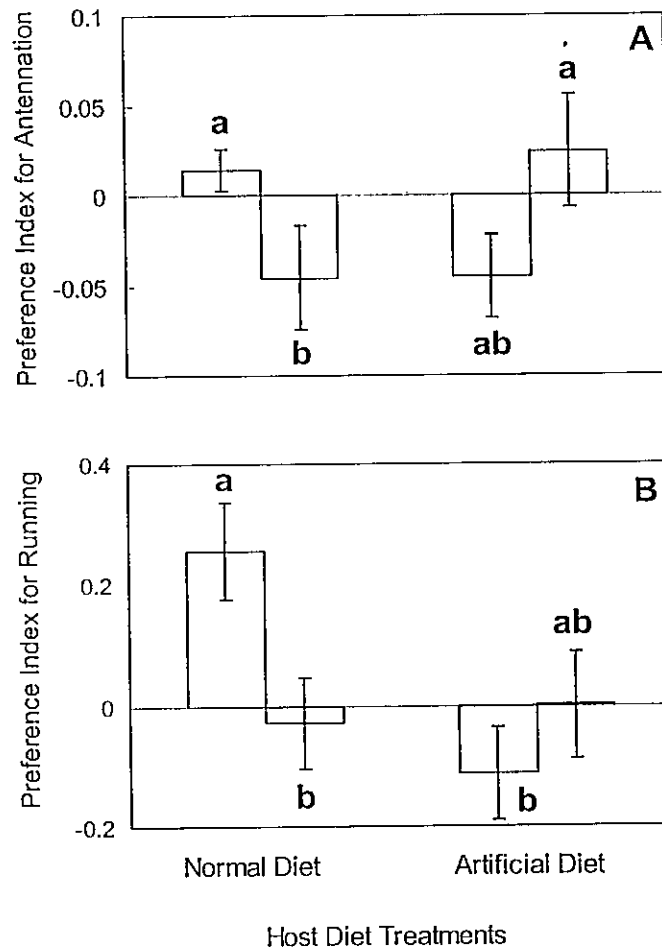 Preference Index for Antennation
0.1
0.05
0
-0.05
-0.1
A
a
b
ab
a
Preference Index for Running
0.4
0.2
0
-0.2
B
a
b
b
ab
Normal Diet
Artificial Diet
Host Diet Treatments